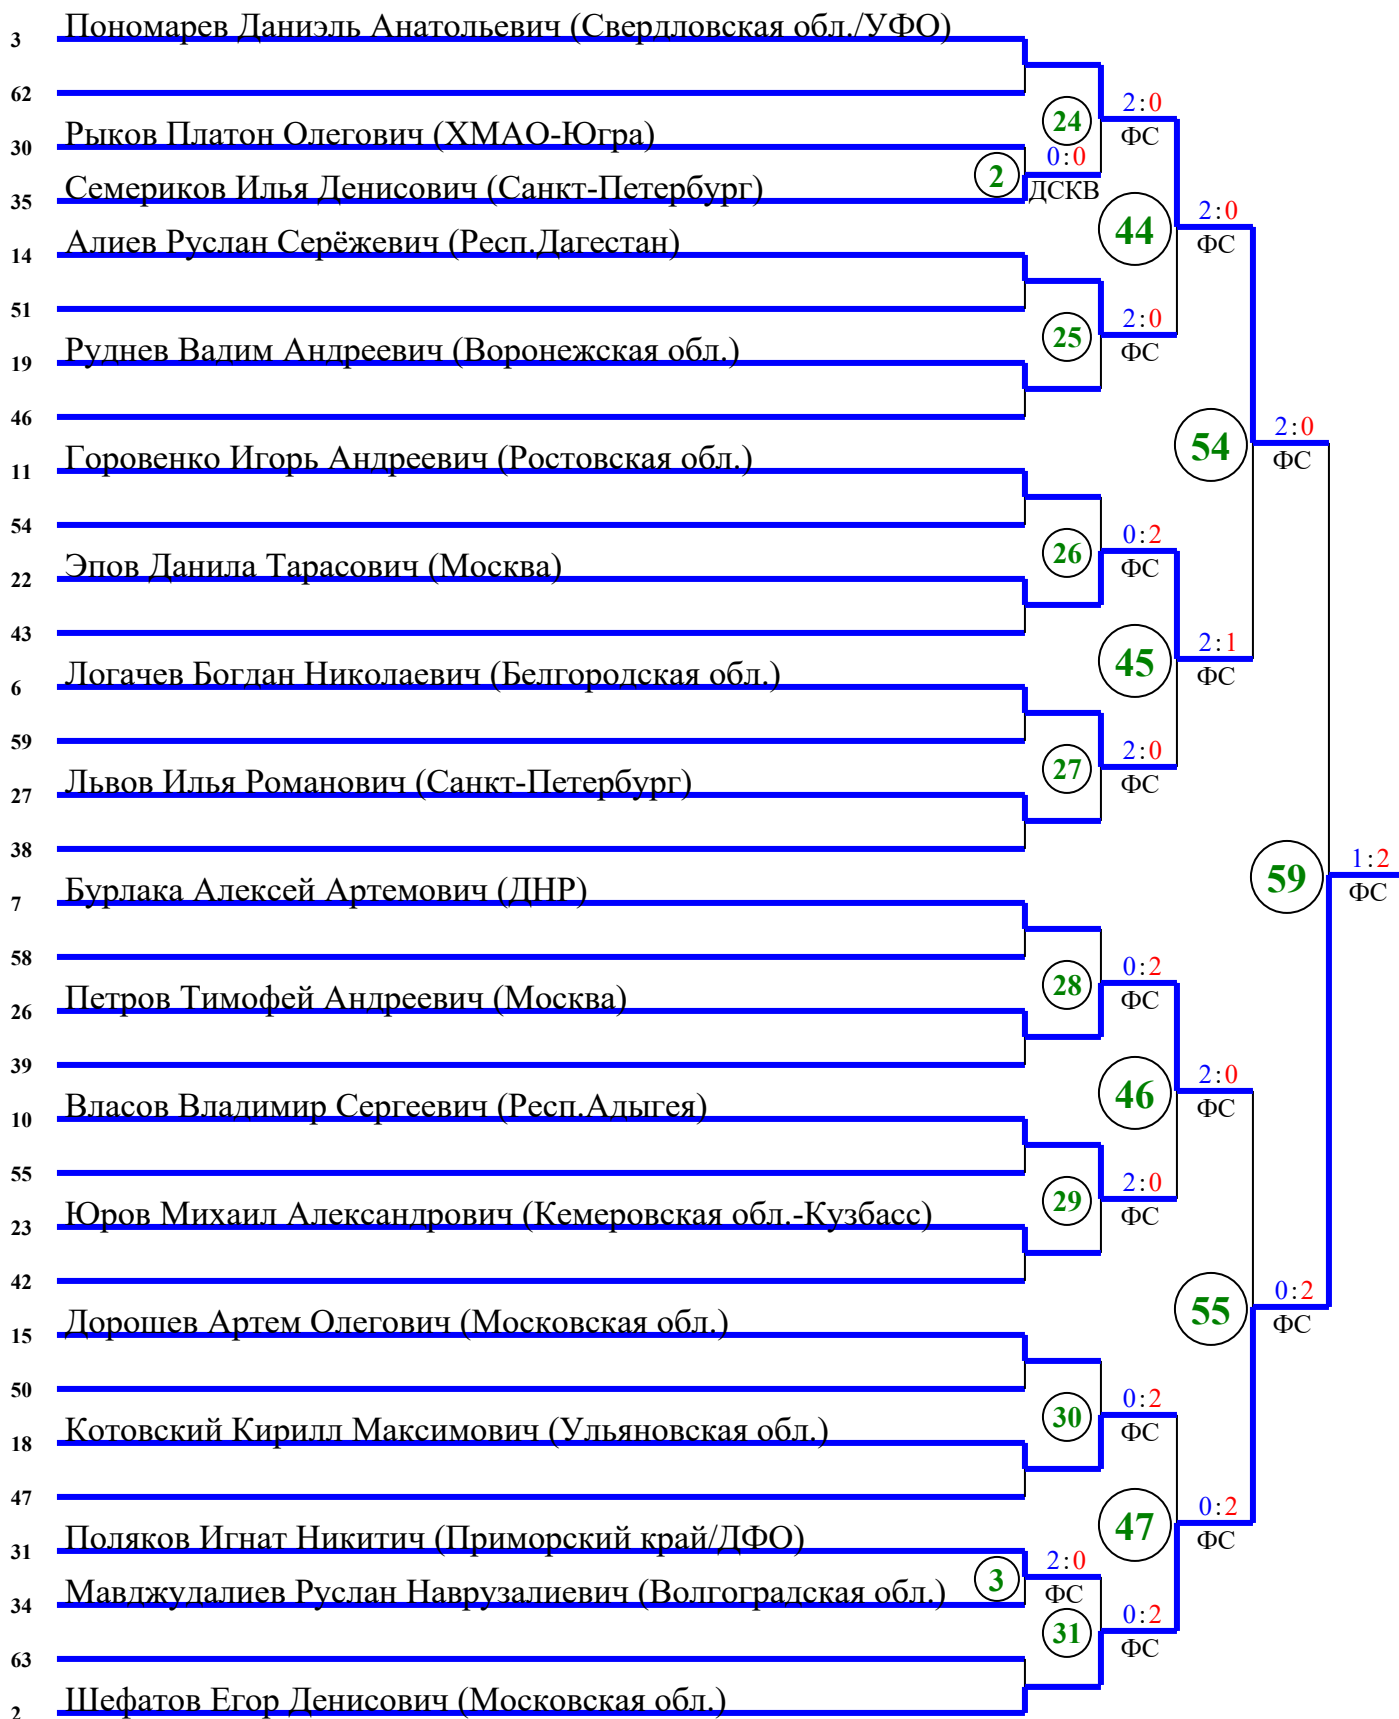 3 Пономарев Даниэль Анатольевич (Свердловская обл./УФО)
62
24 2:0
ФС
30 Рыков Платон Олегович (ХМАО-Югра)
2 0:0
ДСКВ
35 Семериков Илья Денисович (Санкт-Петербург)
44 2:0
ФС
14 Алиев Руслан Серёжевич (Респ.Дагестан)
51
25 2:0
ФС
19 Руднев Вадим Андреевич (Воронежская обл.)
46
54 2:0
ФС
11 Горовенко Игорь Андреевич (Ростовская обл.)
54
26 0:2
ФС
22 Эпов Данила Тарасович (Москва)
43
45 2:1
ФС
6 Логачев Богдан Николаевич (Белгородская обл.)
59
27 2:0
ФС
27 Львов Илья Романович (Санкт-Петербург)
38
59 1:2
ФС
7 Бурлака Алексей Артемович (ДНР)
58
28 0:2
ФС
26 Петров Тимофей Андреевич (Москва)
39
46 2:0
ФС
10 Власов Владимир Сергеевич (Респ.Адыгея)
55
29 2:0
ФС
23 Юров Михаил Александрович (Кемеровская обл.-Кузбасс)
42
55 0:2
ФС
15 Дорошев Артем Олегович (Московская обл.)
50
30 0:2
ФС
18 Котовский Кирилл Максимович (Ульяновская обл.)
47
47 0:2
ФС
31 Поляков Игнат Никитич (Приморский край/ДФО)
3 2:0
ФС
34 Мавджудалиев Руслан Наврузалиевич (Волгоградская обл.)
31 0:2
ФС
63
2 Шефатов Егор Денисович (Московская обл.)